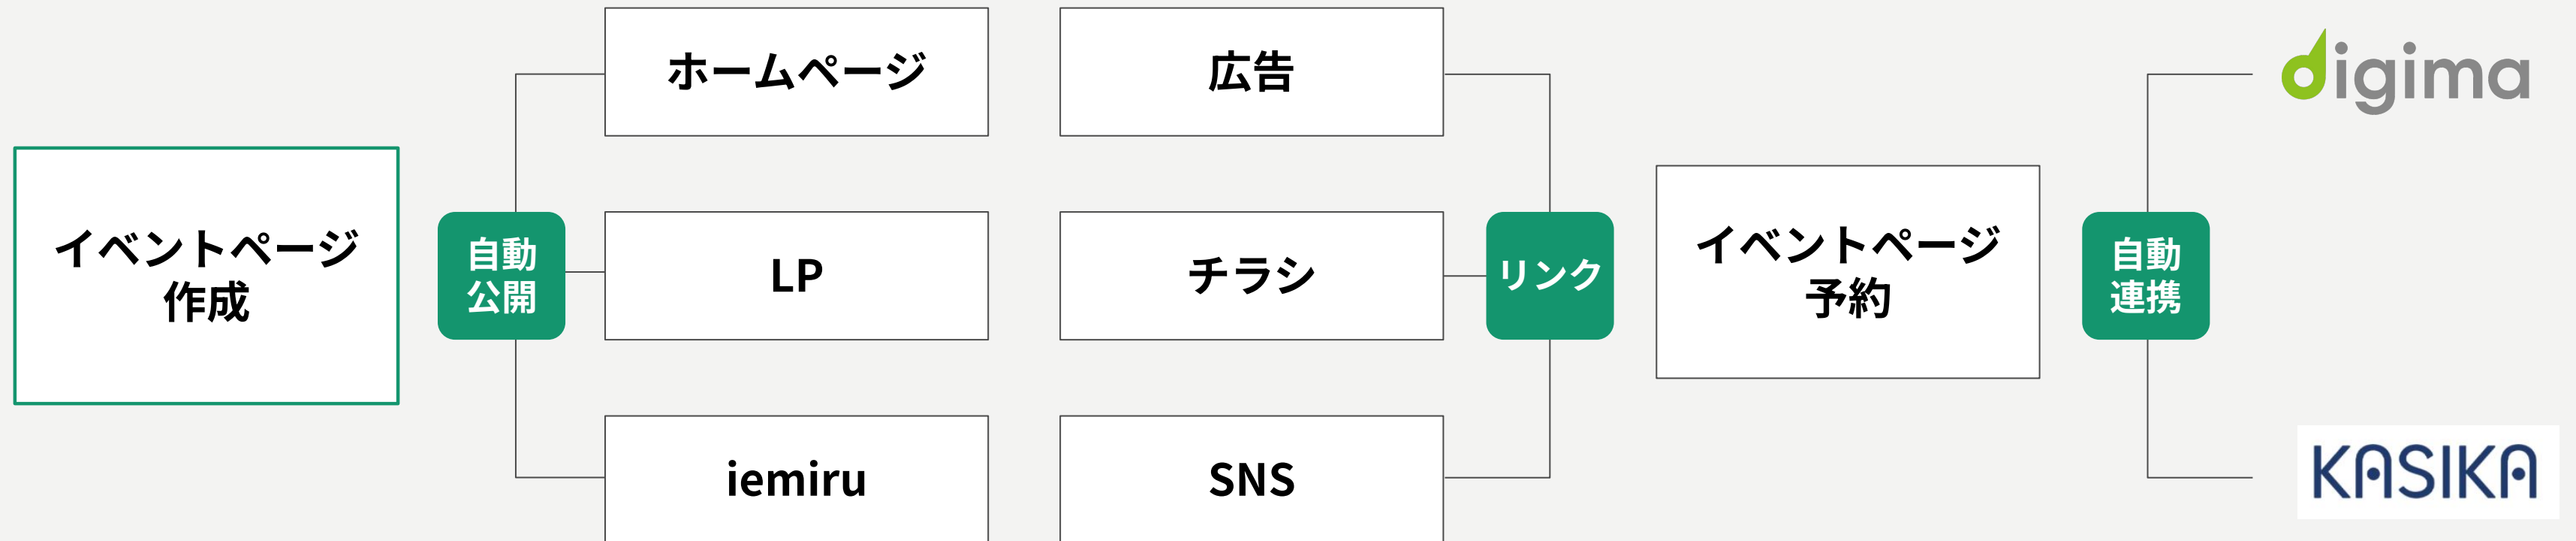 イベントページ
作成
自動
公開
ホームページ
LP
iemiru
広告
チラシ
SNS
リンク
イベントページ
予約
自動
連携
digima
KASIKA